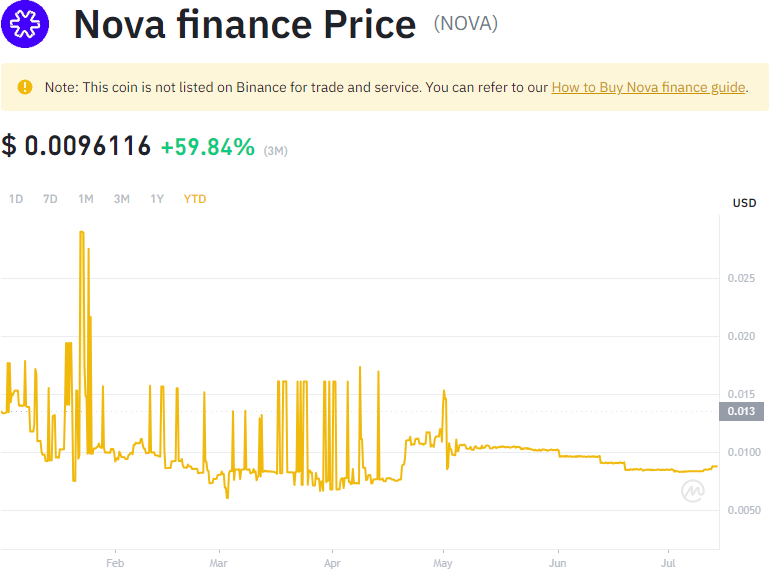 Nova finance Price (NOVA)
Note: This coin is not listed on Binance for trade and service. You can refer to our How to Buy Nova finance guide.
$ 0.0096116 +59.84% (3M)
1D 7D 1M 3M 1Y YTD
USD
0.025
0.020
0.015
0.013
0.0100
0.0050
Feb Mar Apr May Jun Jul